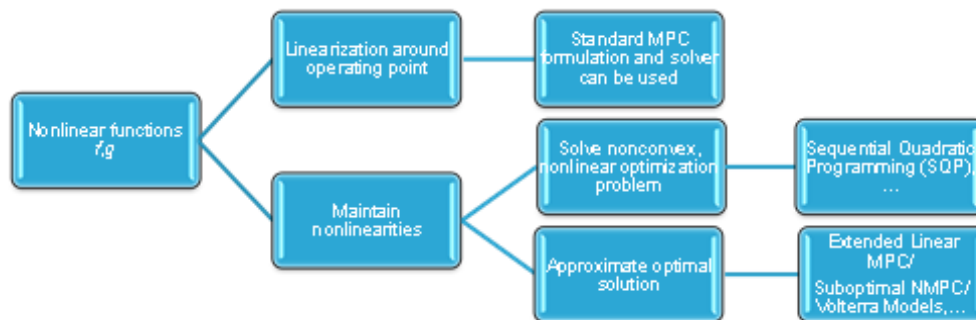 Linearization around
operating point
Standard MPC
formulation and solver
can be used
Nonlinear functions
f,g
Solve nonconvex,
nonlinear optimization
problem
Sequential Quadratic
Programming (SQP),
...
Maintain
nonlinearities
Approximate optimal
solution
Extended Linear
MPC/
Suboptimal NMPC/
Volterra Models,...